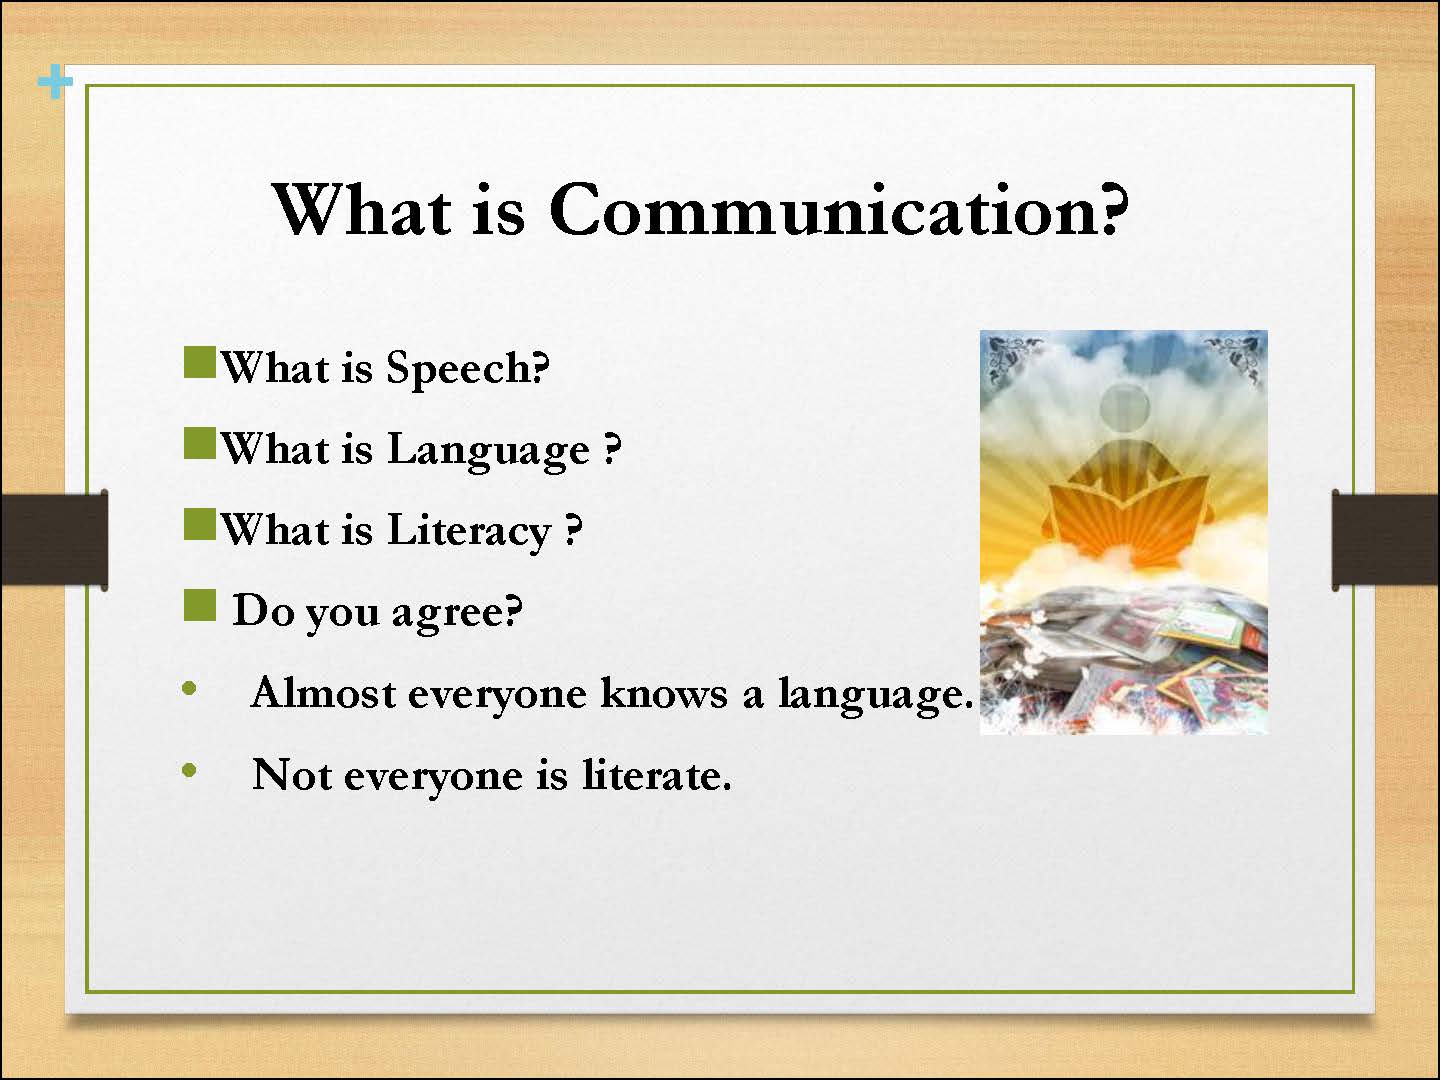 What is Communication?
What is Speech?
What is Language ?
What is Literacy ?
Do you agree?
• Almost everyone knows a language.
• Not everyone is literate.